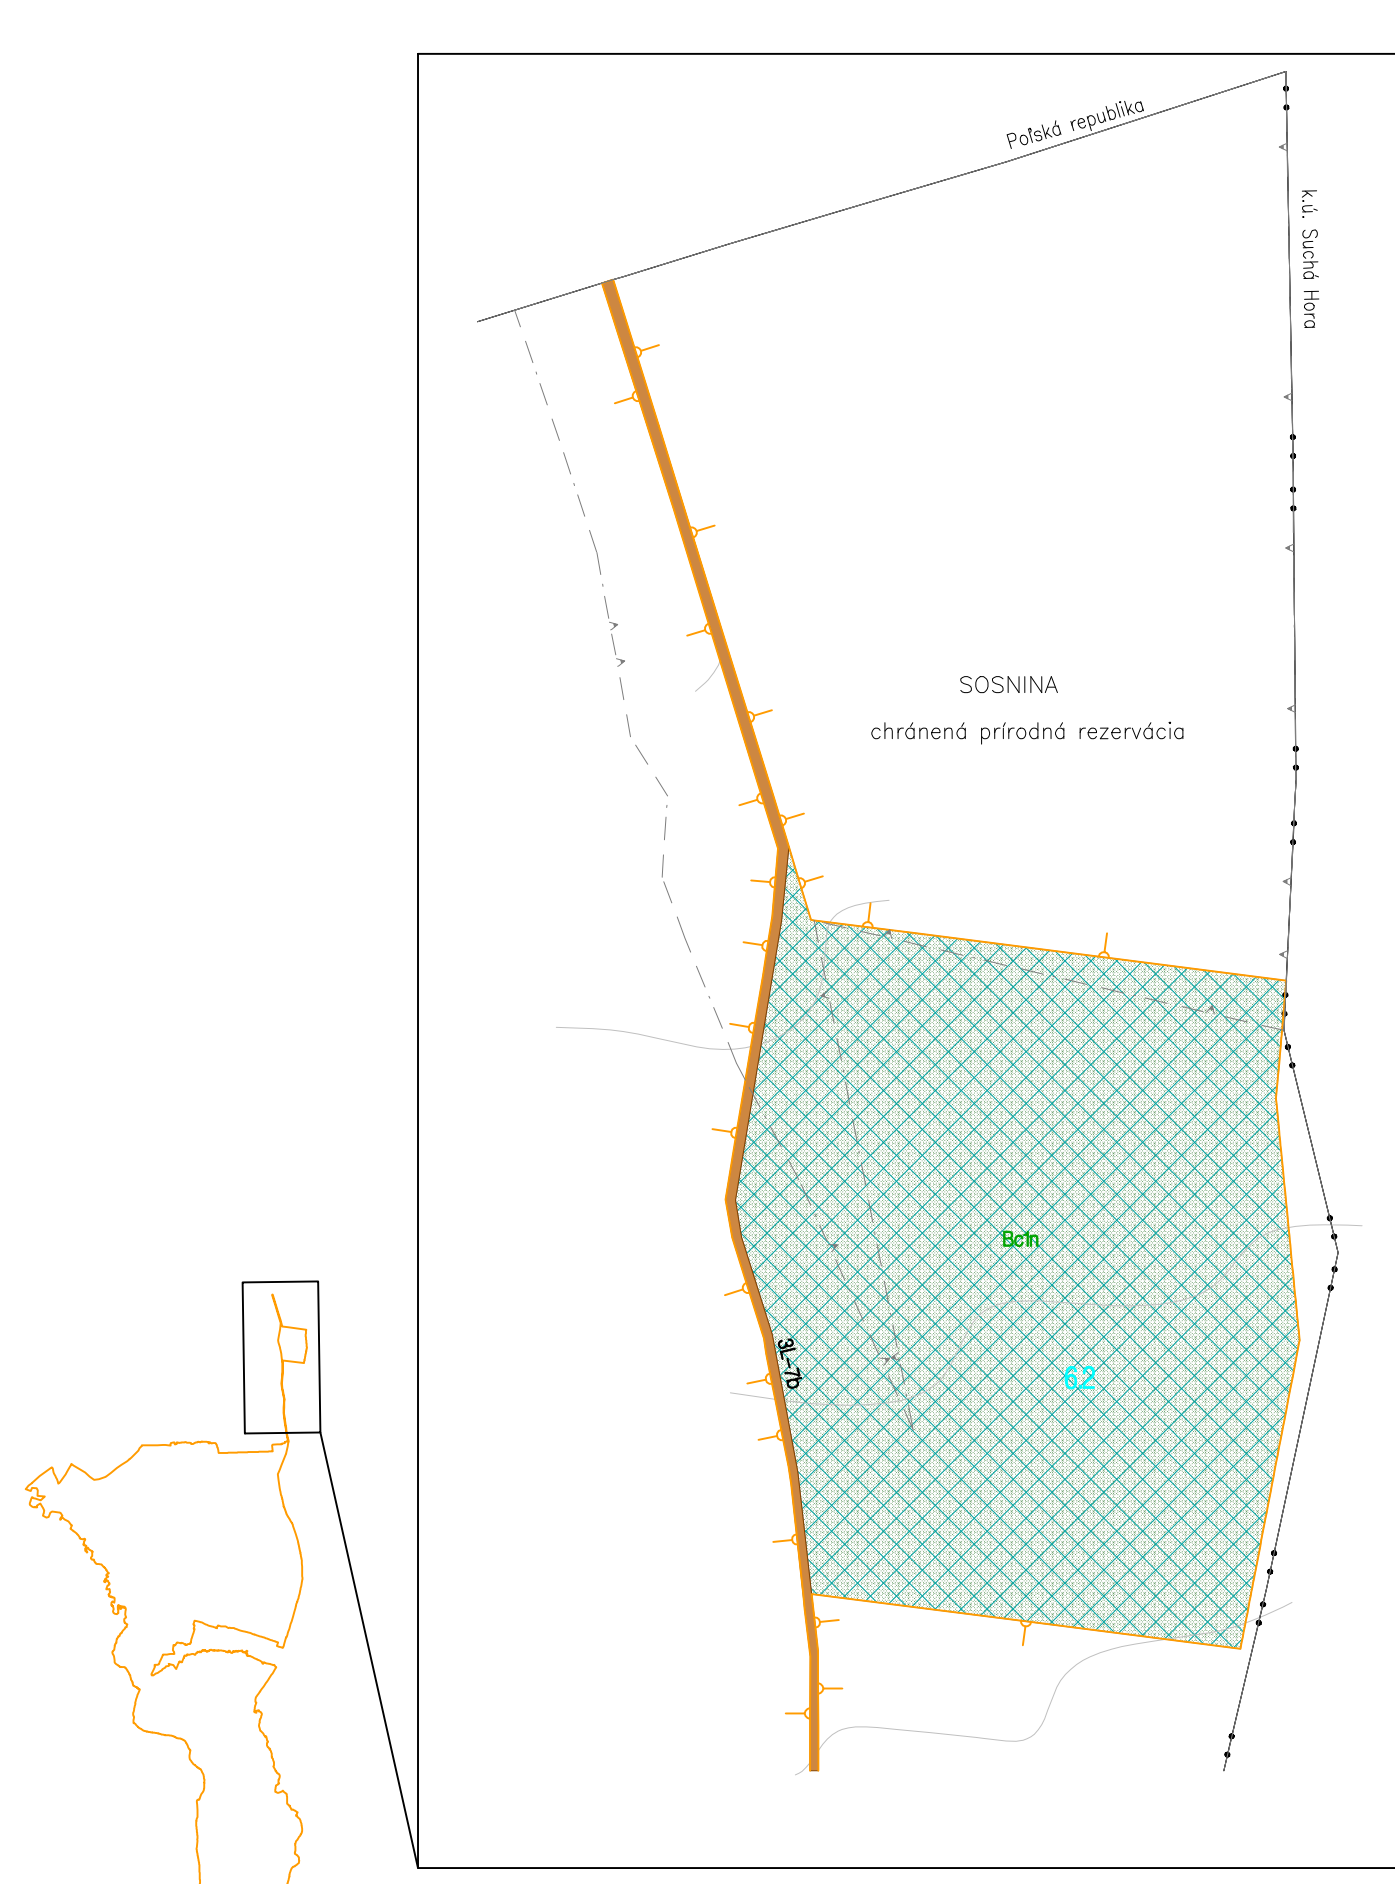 Poľská republika
k.ú. Suchá Hora
SOSNINA
chránená prírodná rezervácia
Bc1n
3L-7b
62